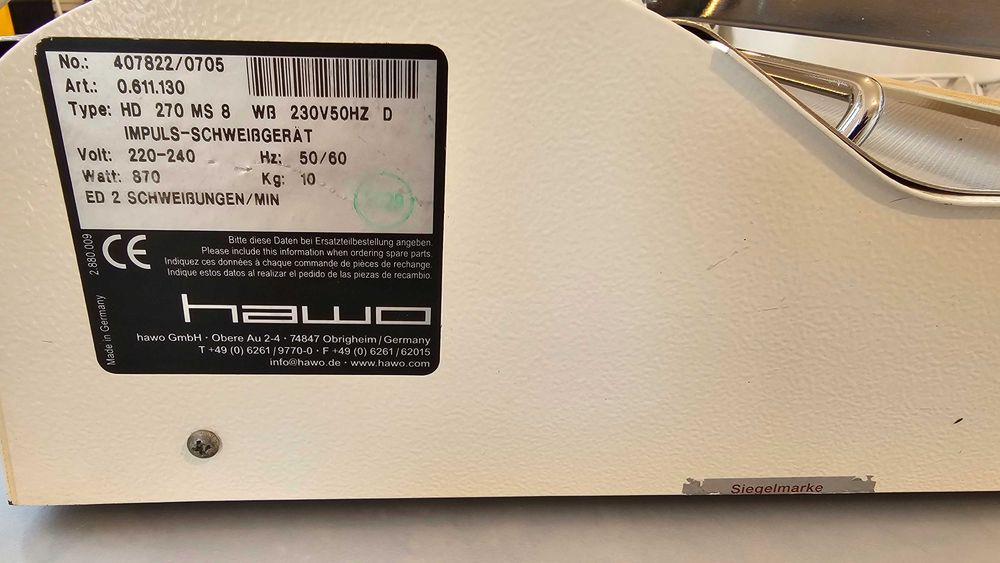 No.: 407822/0705
Art.: 0.611.130
Type: HD 270 MS 8 Wß 230V50HZ D
IMPULS-SCHWEIßGERÄT
Volt: 220-240 Hz: 50/60
Watt: 870 Kg: 10
ED 2 SCHWEIßUNGEN/MIN
2.880.009
CE
Bitte diese Daten bei Ersatzteilbestellung angeben.
Please include this information when ordering spare parts.
Indiquez ces données à chaque commande de pièces de rechange.
Indique estos datos al realizar el pedido de las piezas de recambio.
Made in Germany
hawo
hawo GmbH · Obere Au 2-4 · 74847 Obrigheim/Germany
T +49 (0) 6261/9770-0 · F +49 (0) 6261/62015
info@hawo.de · www.hawo.com
Siegelmarke